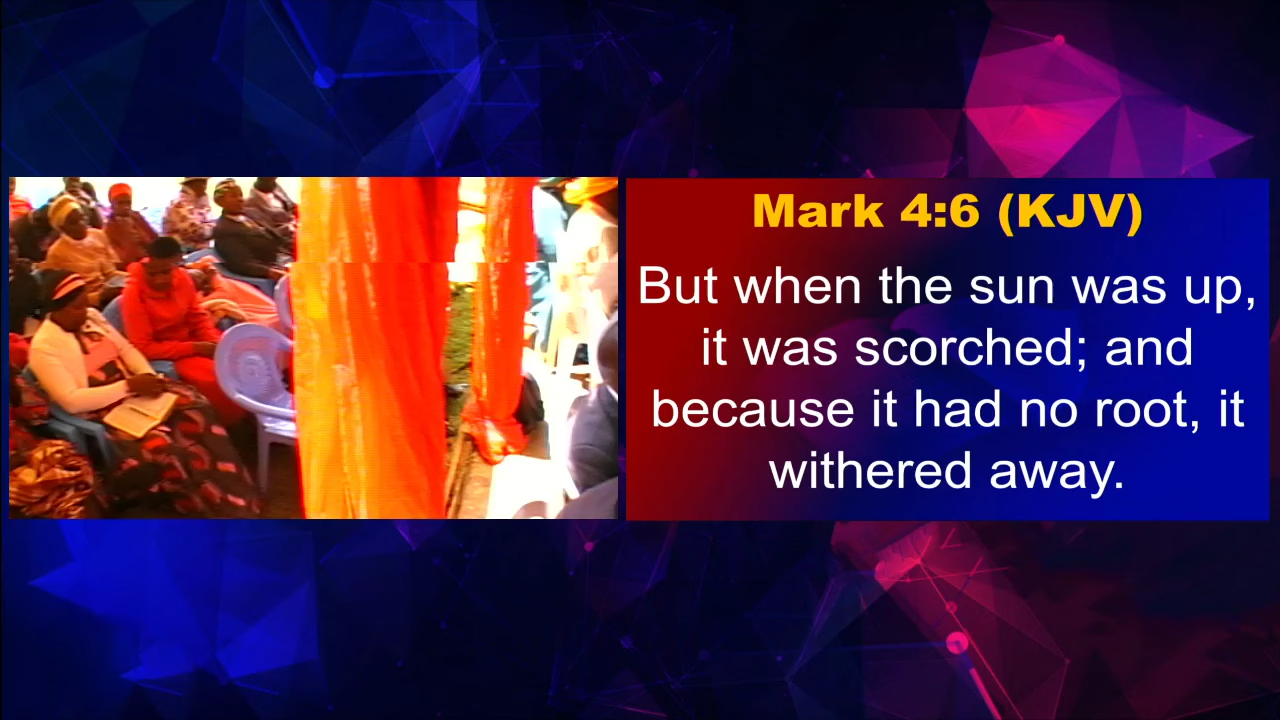 Mark 4:6 (KJV)
But when the sun was up,
it was scorched; and
because it had no root, it
withered away.